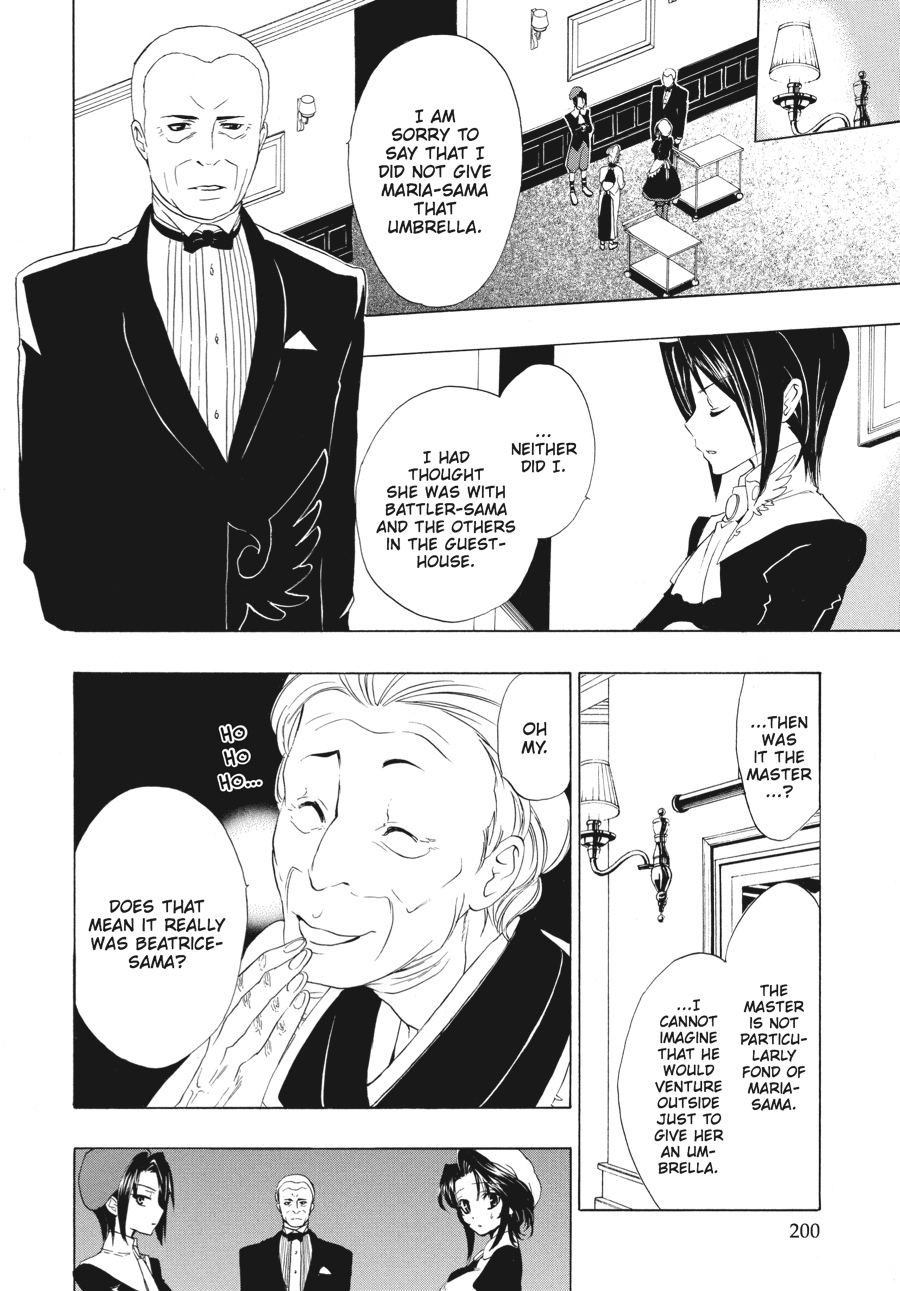 I AM
SORRY TO
SAY THAT I
DID NOT GIVE
MARIA-SAMA
THAT
UMBRELLA.
...
NEITHER
DID I.
I HAD
THOUGHT
SHE WAS WITH
BATTLER-SAMA
AND THE OTHERS
IN THE GUEST-
HOUSE.
...THEN
WAS
IT THE
MASTER
...?
THE
MASTER
IS NOT
PARTICU-
LARLY
FOND OF
MARIA-
SAMA.
...I
CANNOT
IMAGINE
THAT HE
WOULD
VENTURE
OUTSIDE
JUST TO
GIVE HER
AN UM-
BRELLA.
OH
MY.
HO
HO
HO...
DOES THAT
MEAN IT REALLY
WAS BEATRICE-
SAMA?
200